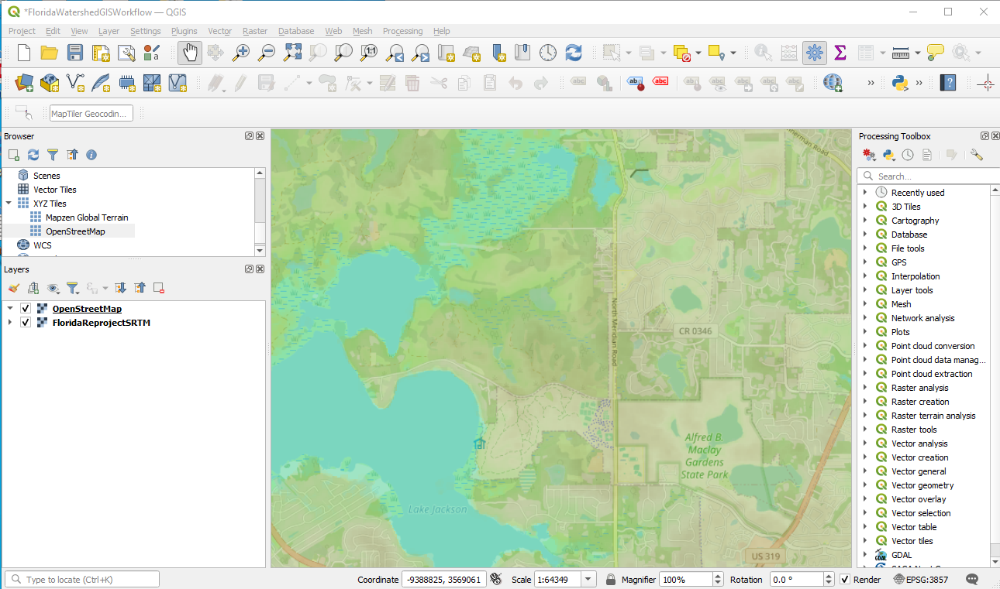 *FloridaWatershedGISWorkflow — QGIS
Project Edit View Layer Settings Plugins Vector Raster Database Web Mesh Processing Help
MapTiler Geocodin...
Browser
Scenes
Vector Tiles
XYZ Tiles
Mapzen Global Terrain
OpenStreetMap
WCS
Layers
OpenStreetMap
FloridaReprojectSRTM
North Meridian Road
CR 0346
Alfred B.
Maclay
Gardens
State Park
Lake Jackson
US 319
Processing Toolbox
Search...
Recently used
3D Tiles
Cartography
Database
File tools
GPS
Interpolation
Layer tools
Mesh
Network analysis
Plots
Point cloud conversion
Point cloud data manag...
Point cloud extraction
Raster analysis
Raster creation
Raster terrain analysis
Raster tools
Vector analysis
Vector creation
Vector general
Vector geometry
Vector overlay
Vector selection
Vector table
Vector tiles
GDAL
Type to locate (Ctrl+K)
Coordinate -9388825, 3569061 Scale 1:64349 Magnifier 100% Rotation 0.0 ° Render EPSG:3857